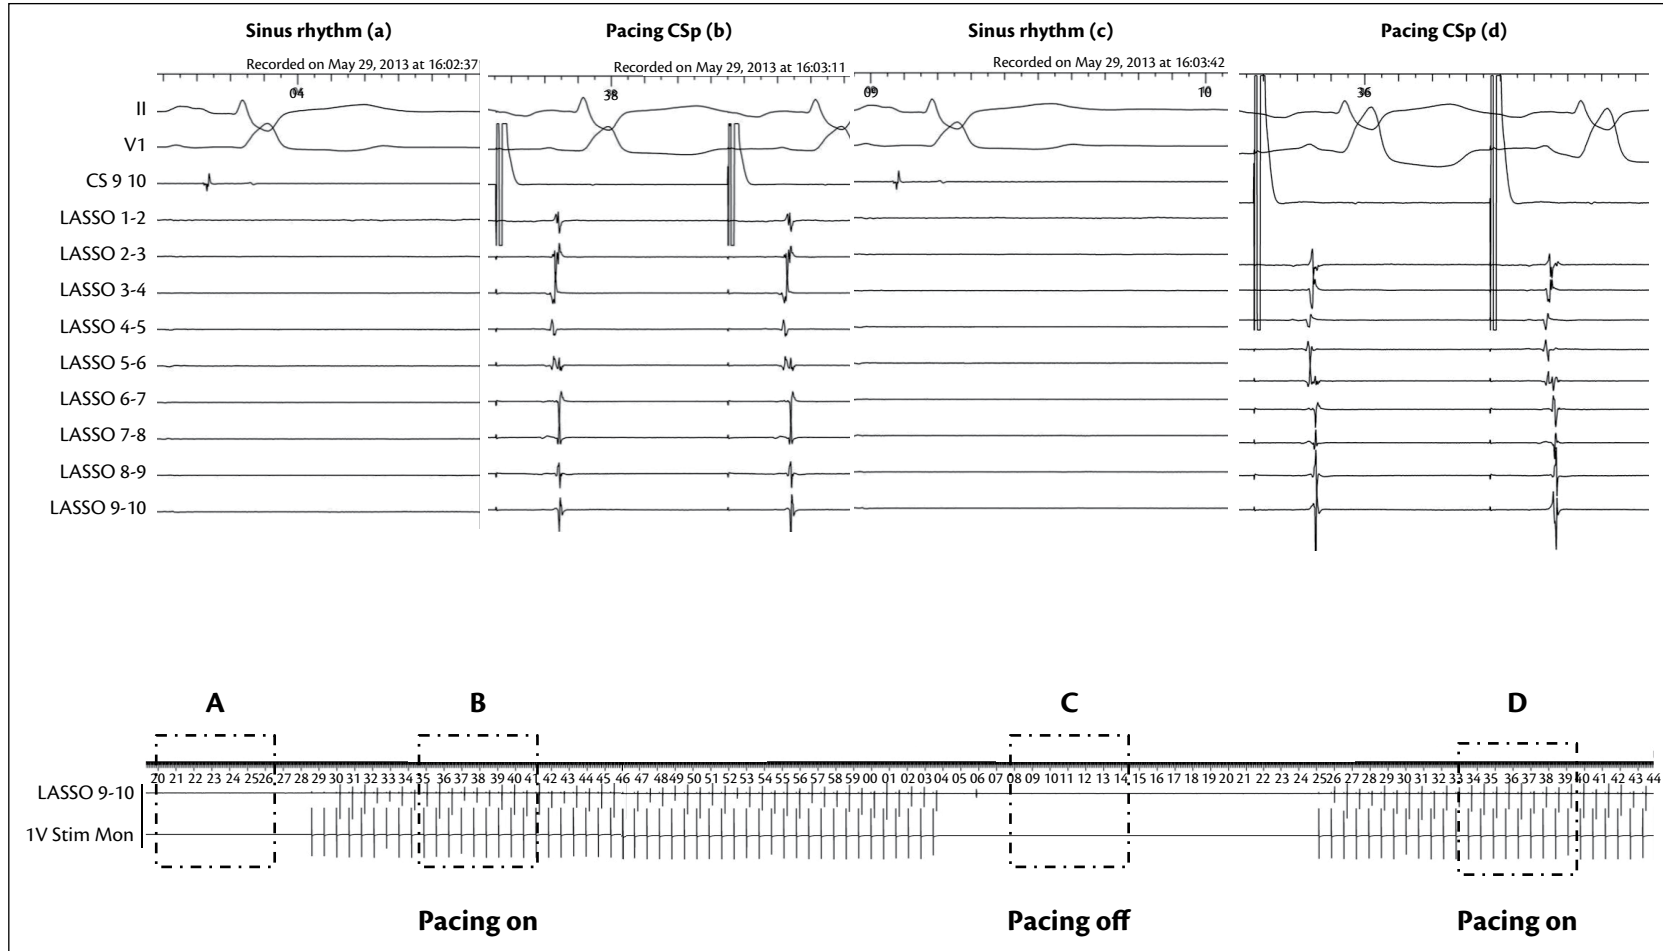 Sinus rhythm (a) Pacing CSp (b) Sinus rhythm (c) Pacing CSp (d)
Recorded on May 29, 2013 at 16:02:37 Recorded on May 29, 2013 at 16:03:11 Recorded on May 29, 2013 at 16:03:42
04 38 09 10 36
II
V1
CS 9 10
LASSO 1-2
LASSO 2-3
LASSO 3-4
LASSO 4-5
LASSO 5-6
LASSO 6-7
LASSO 7-8
LASSO 8-9
LASSO 9-10
A B C D
20 21 22 23 24 25 26 27 28 29 30 31 32 33 34 35 36 37 38 39 40 41 42 43 44 45 46 47 48 49 50 51 52 53 54 55 56 57 58 59 00 01 02 03 04 05 06 07 08 09 10 11 12 13 14 15 16 17 18 19 20 21 22 23 24 25 26 27 28 29 30 31 32 33 34 35 36 37 38 39 40 41 42 43 44
LASSO 9-10
1V Stim Mon
Pacing on Pacing off Pacing on